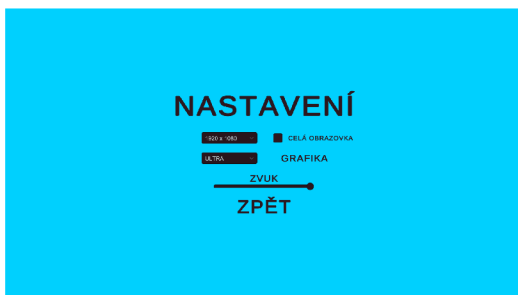 NASTAVENÍ
1920 x 1080 CELÁ OBRAZOVKA
ULTRA GRAFIKA
ZVUK
ZPĚT